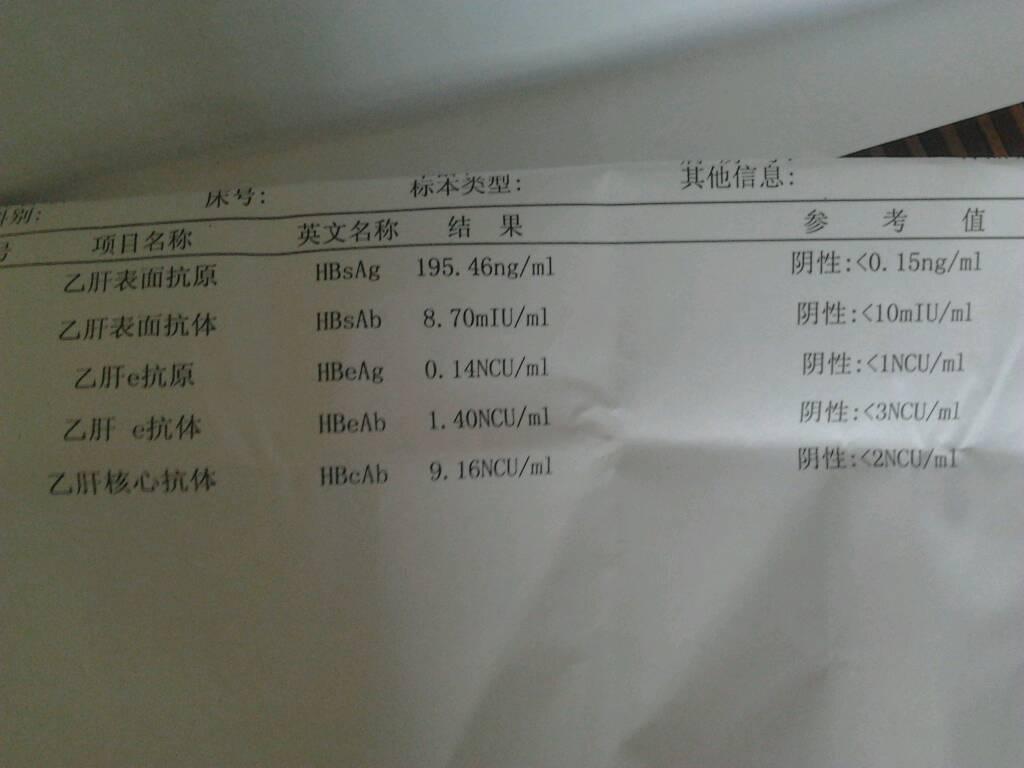 别: 床号: 标本类型: 其他信息:
号 项目名称 英文名称 结 果 参 考 值
乙肝表面抗原 HBsAg 195.46ng/ml 阴性:<0.15ng/ml
乙肝表面抗体 HBsAb 8.70mIU/ml 阴性:<10mIU/ml
乙肝e抗原 HBeAg 0.14NCU/ml 阴性:<1NCU/ml
乙肝 e抗体 HBeAb 1.40NCU/ml 阴性:<3NCU/ml
乙肝核心抗体 HBcAb 9.16NCU/ml 阴性:<2NCU/ml